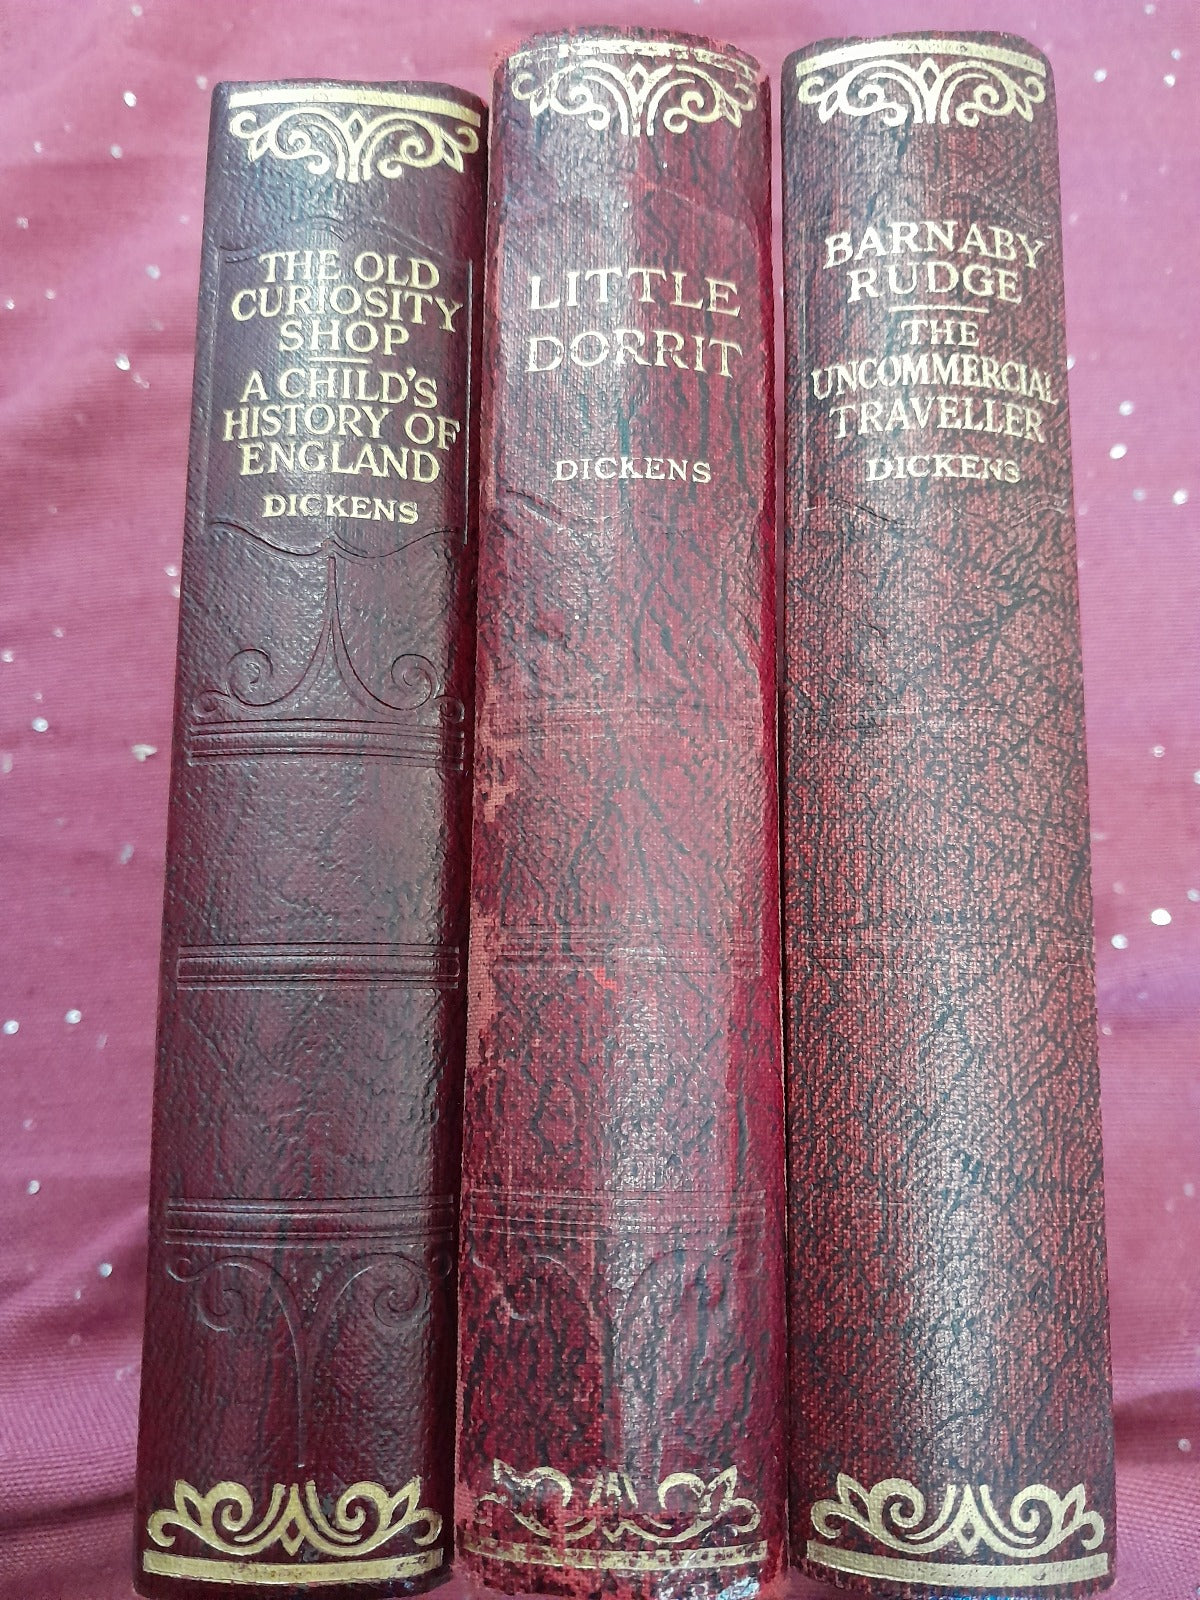 THE OLD
CURIOSITY
SHOP
A CHILD'S
HISTORY OF
ENGLAND
DICKENS
LITTLE
DORRIT
DICKENS
BARNABY
RUDGE
THE
UNCOMMERCIAL
TRAVELLER
DICKENS